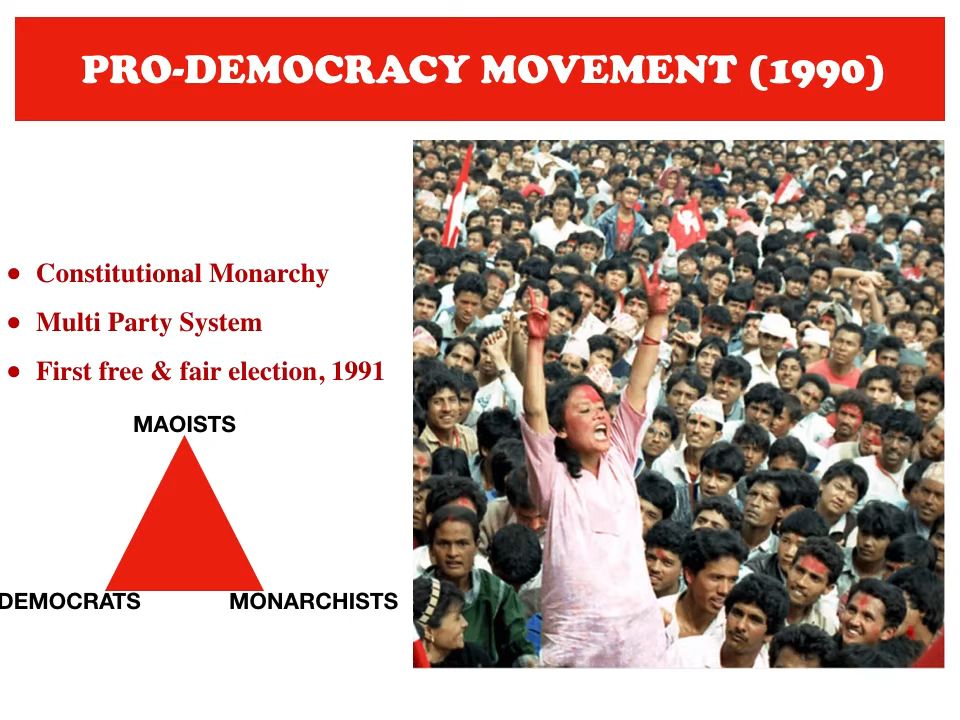 PRO-DEMOCRACY MOVEMENT (1990)
• Constitutional Monarchy
• Multi Party System
• First free & fair election, 1991
MAOISTS
DEMOCRATS
MONARCHISTS